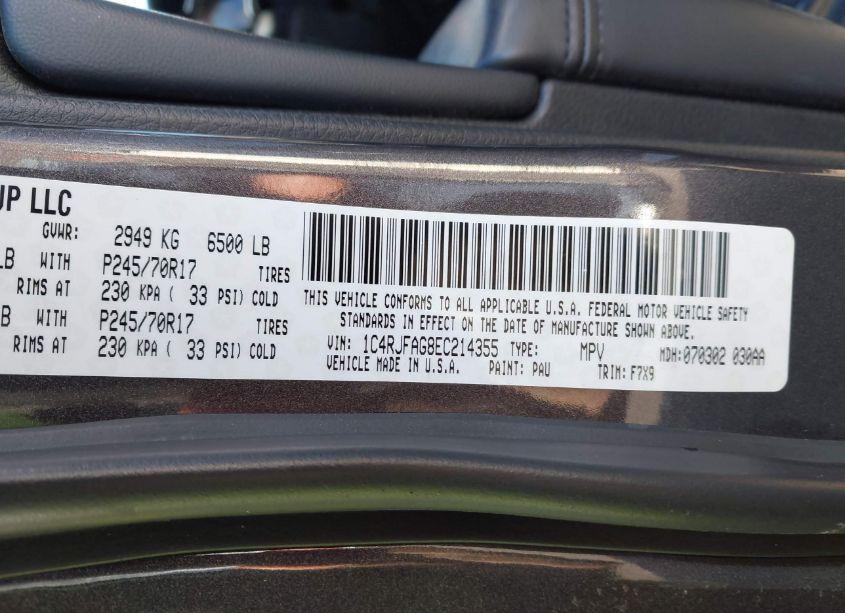 UP LLC
GVWR: 2949 KG 6500 LB
LB WITH P245/70R17 TIRES
RIMS AT 230 KPA ( 33 PSI) COLD
B WITH P245/70R17 TIRES
RIMS AT 230 KPA ( 33 PSI) COLD
THIS VEHICLE CONFORMS TO ALL APPLICABLE U.S.A. FEDERAL MOTOR VEHICLE SAFETY
STANDARDS IN EFFECT ON THE DATE OF MANUFACTURE SHOWN ABOVE.
VIN: 1C4RJFAG8EC214355 TYPE: MPV MDH:070302 030AA
VEHICLE MADE IN U.S.A. PAINT: PAU TRIM: F7X9